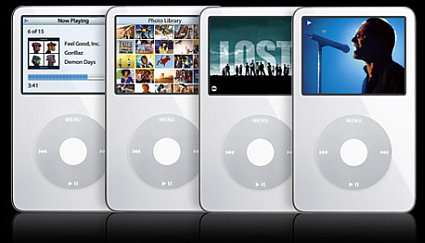 Now Playing
6 of 15
Feel Good, Inc.
Gorillaz
Demon Days
3:41
MENU
Photo Library
MENU
LOST
abc
MENU
MENU